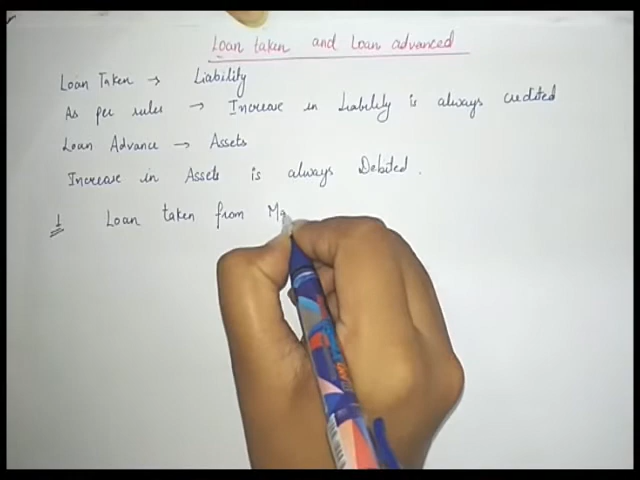 Loan taken and Loan advanced
Loan Taken → Liability
As per rules → Increase in Liability is always credited
Loan Advance → Assets
Increase in Assets is always Debited.
1 Loan taken from Ma